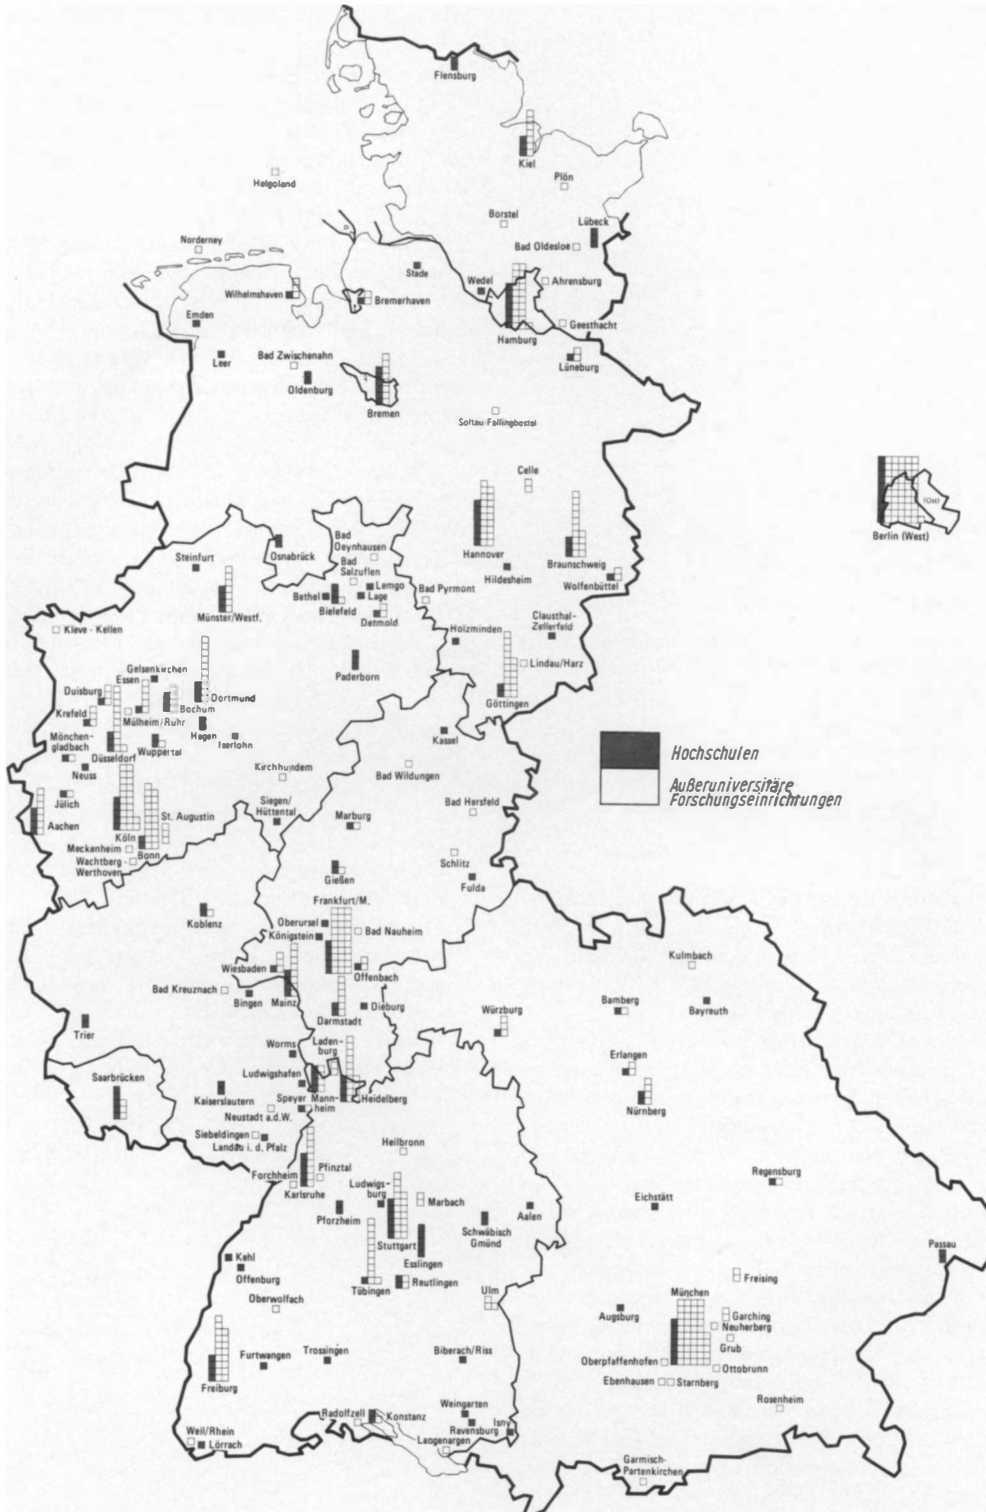 Flensburg
Kiel
Plön
Helgoland
Borstel
Lübeck
Norderney
Bad Oldesloe
Stade
Wedel
Ahrensburg
Wilhelmshaven
Bremerhaven
Emden
Geesthacht
Hamburg
Leer
Bad Zwischenahn
Lüneburg
Oldenburg
Bremen
Soltau-Fallingbostel
Celle
(Ost)
Berlin (West)
Hannover
Braunschweig
Hildesheim
Wolfenbüttel
Steinfurt
Osnabrück
Bad
Oeynhausen
Bad
Salzuflen
Lemgo
Bethel
Lage
Bad Pyrmont
Bielefeld
Detmold
Münster/Westf.
Clausthal-
Zellerfeld
Holzminden
Kleve - Kellen
Lindau/Harz
Göttingen
Paderborn
Gelsenkirchen
Essen
Duisburg
Dortmund
Bochum
Krefeld
Mülheim/Ruhr
Hagen
Iserlohn
Mönchen-
gladbach
Düsseldorf
Wuppertal
Neuss
Kassel
Hochschulen
Außeruniversitäre
Forschungseinrichtungen
Kirchhundem
Bad Wildungen
Jülich
Siegen/
Hüttental
Bad Hersfeld
St. Augustin
Aachen
Köln
Marburg
Meckenheim
Bonn
Wachtberg-
Werthoven
Schlitz
Fulda
Gießen
Frankfurt/M.
Koblenz
Oberursel
Königstein
Bad Nauheim
Wiesbaden
Offenbach
Kulmbach
Bad Kreuznach
Bingen
Mainz
Dieburg
Darmstadt
Würzburg
Bamberg
Bayreuth
Trier
Worms
Laden-
burg
Erlangen
Saarbrücken
Ludwigshafen
Kaiserslautern
Speyer
Mann-
heim
Heidelberg
Nürnberg
Neustadt a.d.W.
Siebeldingen
Landau i. d. Pfalz
Heilbronn
Forchheim
Pfinztal
Karlsruhe
Ludwigs-
burg
Marbach
Regensburg
Eichstätt
Pforzheim
Stuttgart
Schwäbisch
Gmünd
Aalen
Esslingen
Passau
Kehl
Offenburg
Tübingen
Reutlingen
Freising
Oberwolfach
Ulm
München
Augsburg
Garching
Neuherberg
Grub
Furtwangen
Trossingen
Biberach/Riss
Oberpfaffenhofen
Ottobrunn
Freiburg
Ebenhausen
Starnberg
Rosenheim
Radolfzell
Konstanz
Weingarten
Ravensburg
Isny
Weil/Rhein
Lörrach
Langenargen
Garmisch-
Partenkirchen